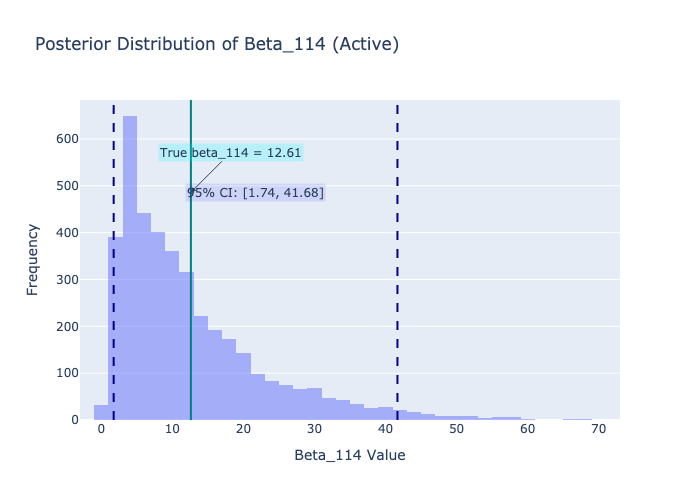 Posterior Distribution of Beta_114 (Active)
True beta_114 = 12.61
95% CI: [1.74, 41.68]
Frequency
600
500
400
300
200
100
0
0 10 20 30 40 50 60 70
Beta_114 Value